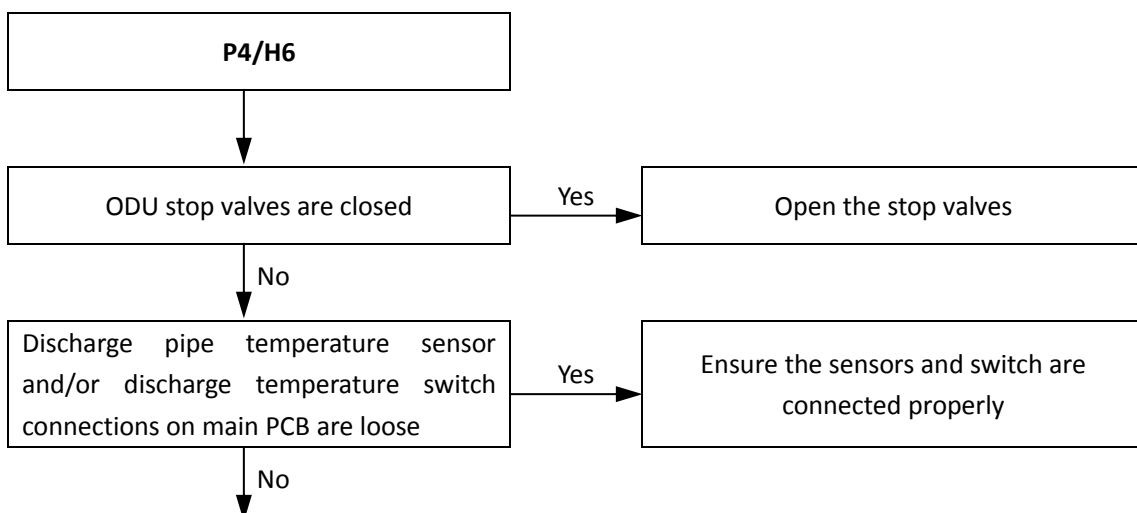 P4/H6
ODU stop valves are closed
Yes
Open the stop valves
No
Discharge pipe temperature sensor
and/or discharge temperature switch
connections on main PCB are loose
Yes
Ensure the sensors and switch are
connected properly
No